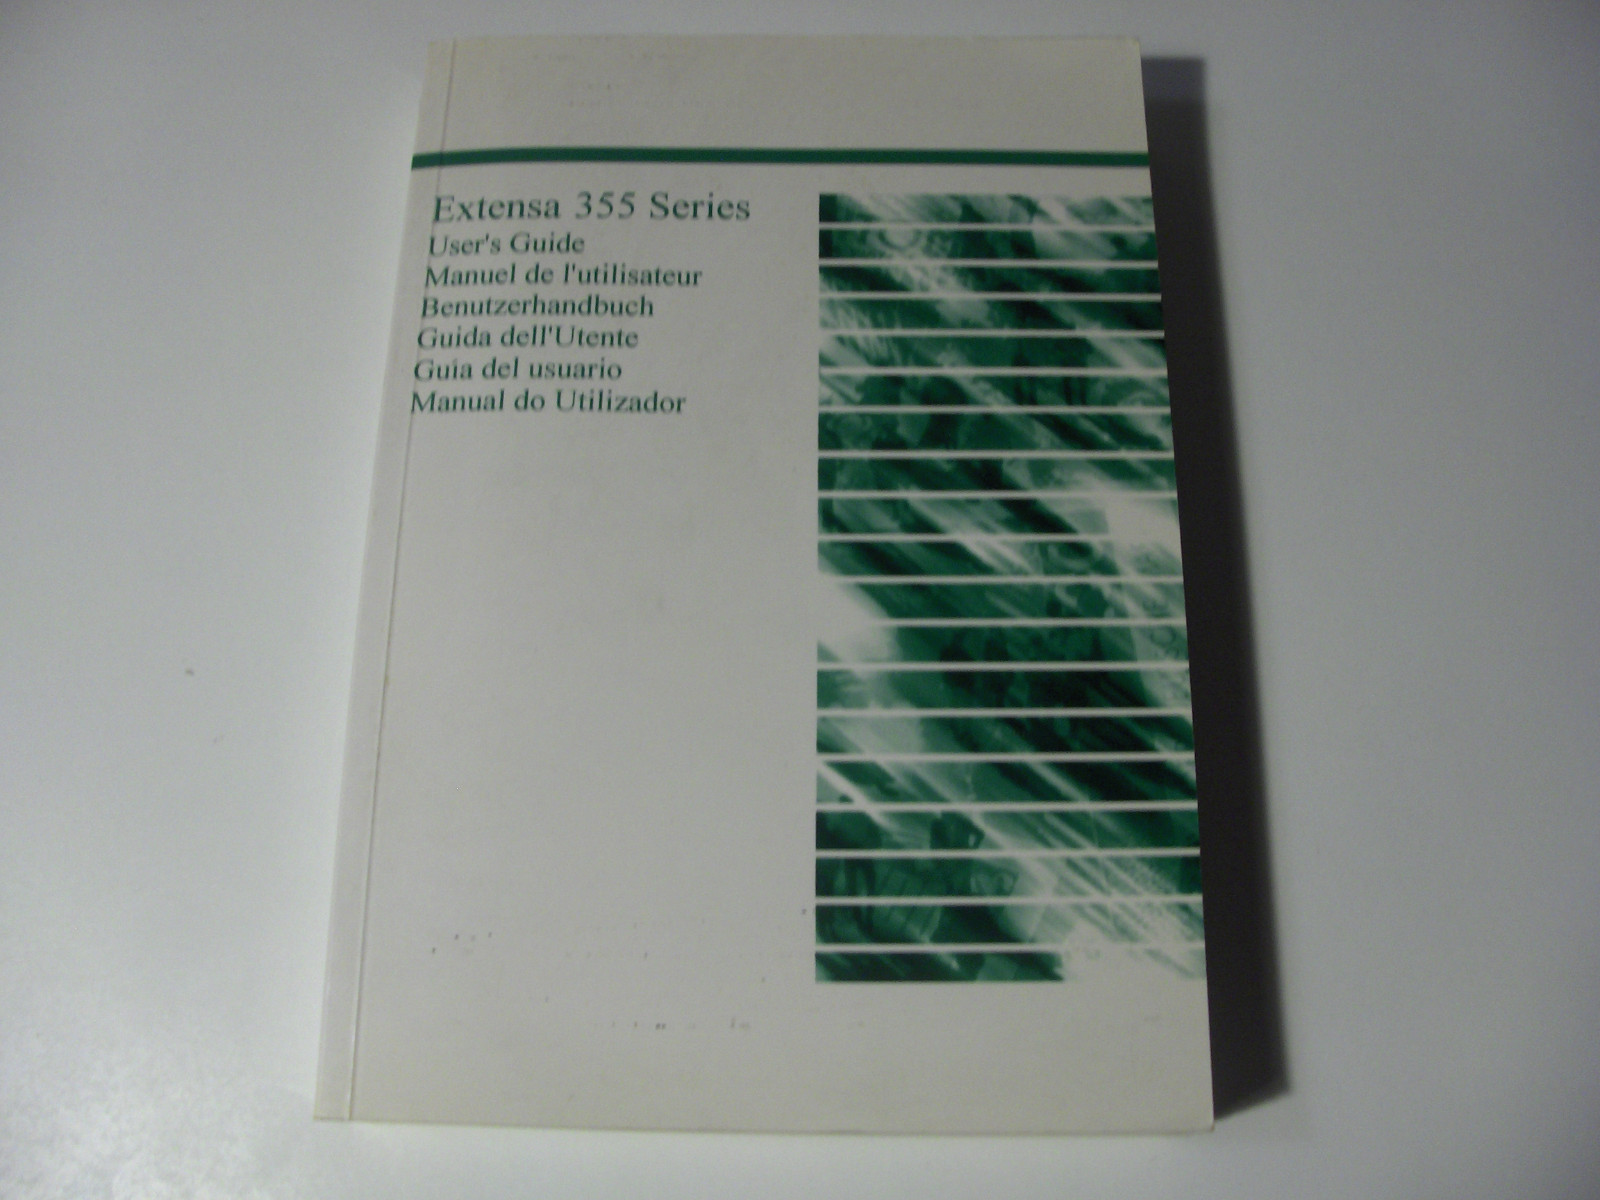 Extensa 355 Series
User's Guide
Manuel de l'utilisateur
Benutzerhandbuch
Guida dell'Utente
Guia del usuario
Manual do Utilizador